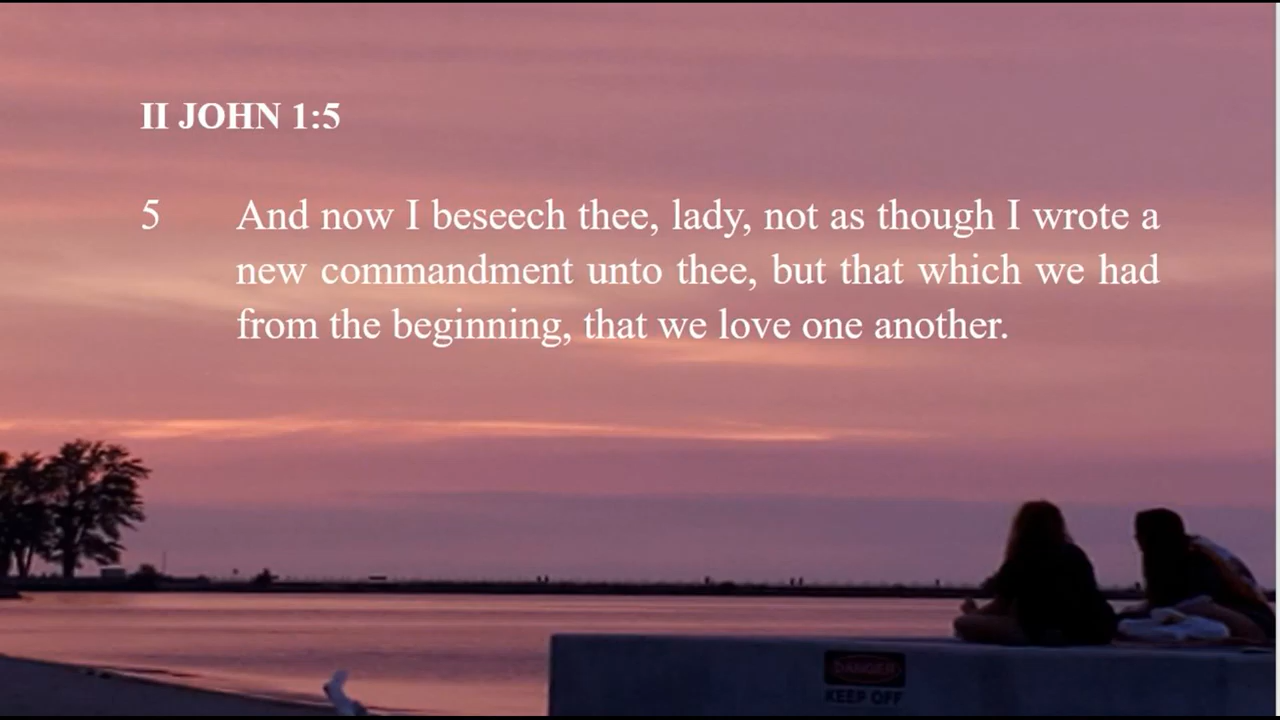 II JOHN 1:5
5 And now I beseech thee, lady, not as though I wrote a
new commandment unto thee, but that which we had
from the beginning, that we love one another.
DANGER
KEEP OFF